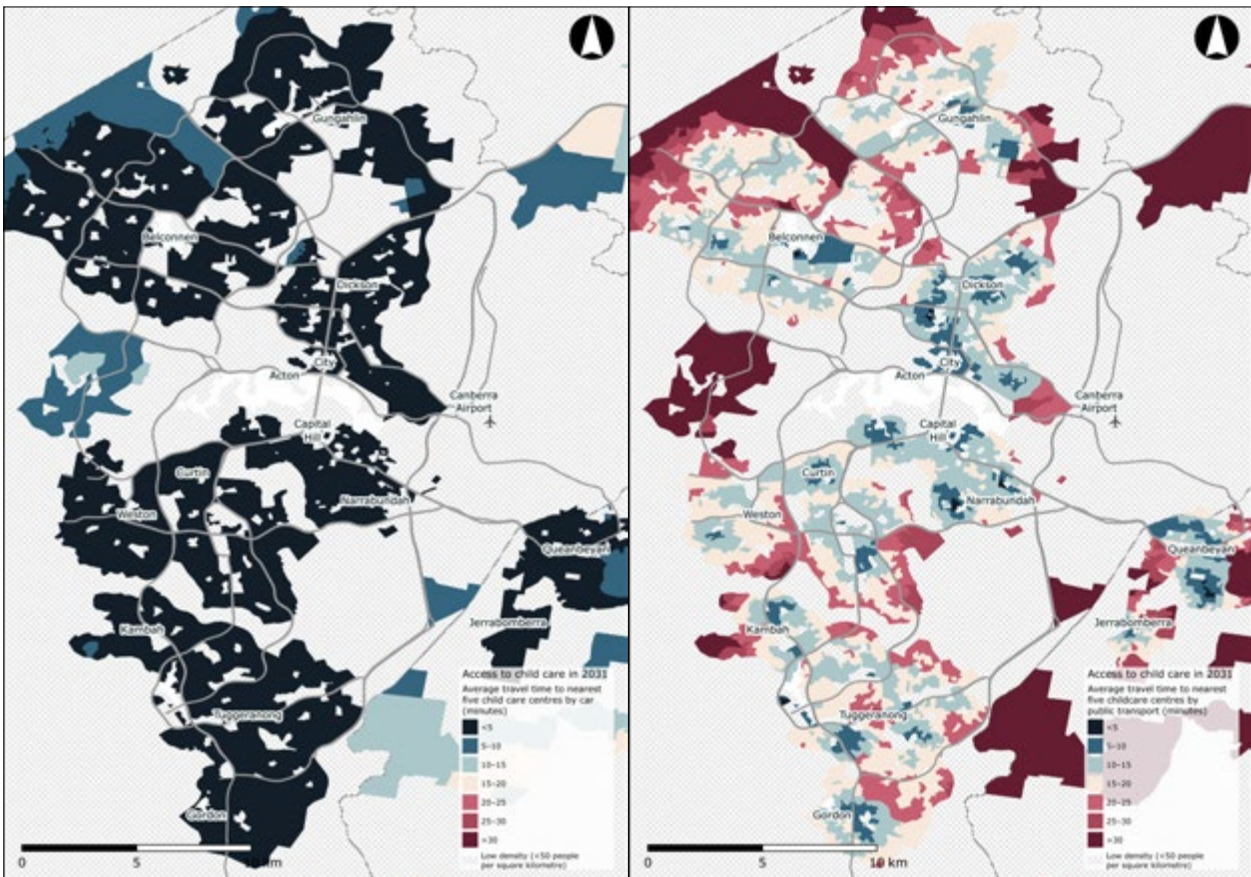 Gungahlin
Belconnen
Dickson
City
Acton
Canberra
Airport
Capital
Hill
Curtin
Narrabundah
Weston
Queanbeyan
Kambah
Jerrabomberra
Tuggeranong
Gordon
Access to child care in 2031
Average travel time to nearest
five child care centres by car
(minutes)
<5
5–10
10–15
15–20
20–25
25–30
>30
Low density (<50 people
per square kilometre)
0 5 10 km
Gungahlin
Belconnen
Dickson
City
Acton
Canberra
Airport
Capital
Hill
Curtin
Narrabundah
Weston
Queanbeyan
Kambah
Jerrabomberra
Tuggeranong
Gordon
Access to child care in 2031
Average travel time to nearest
five childcare centres by
public transport (minutes)
<5
5–10
10–15
15–20
20–25
25–30
>30
Low density (<50 people
per square kilometre)
0 5 10 km